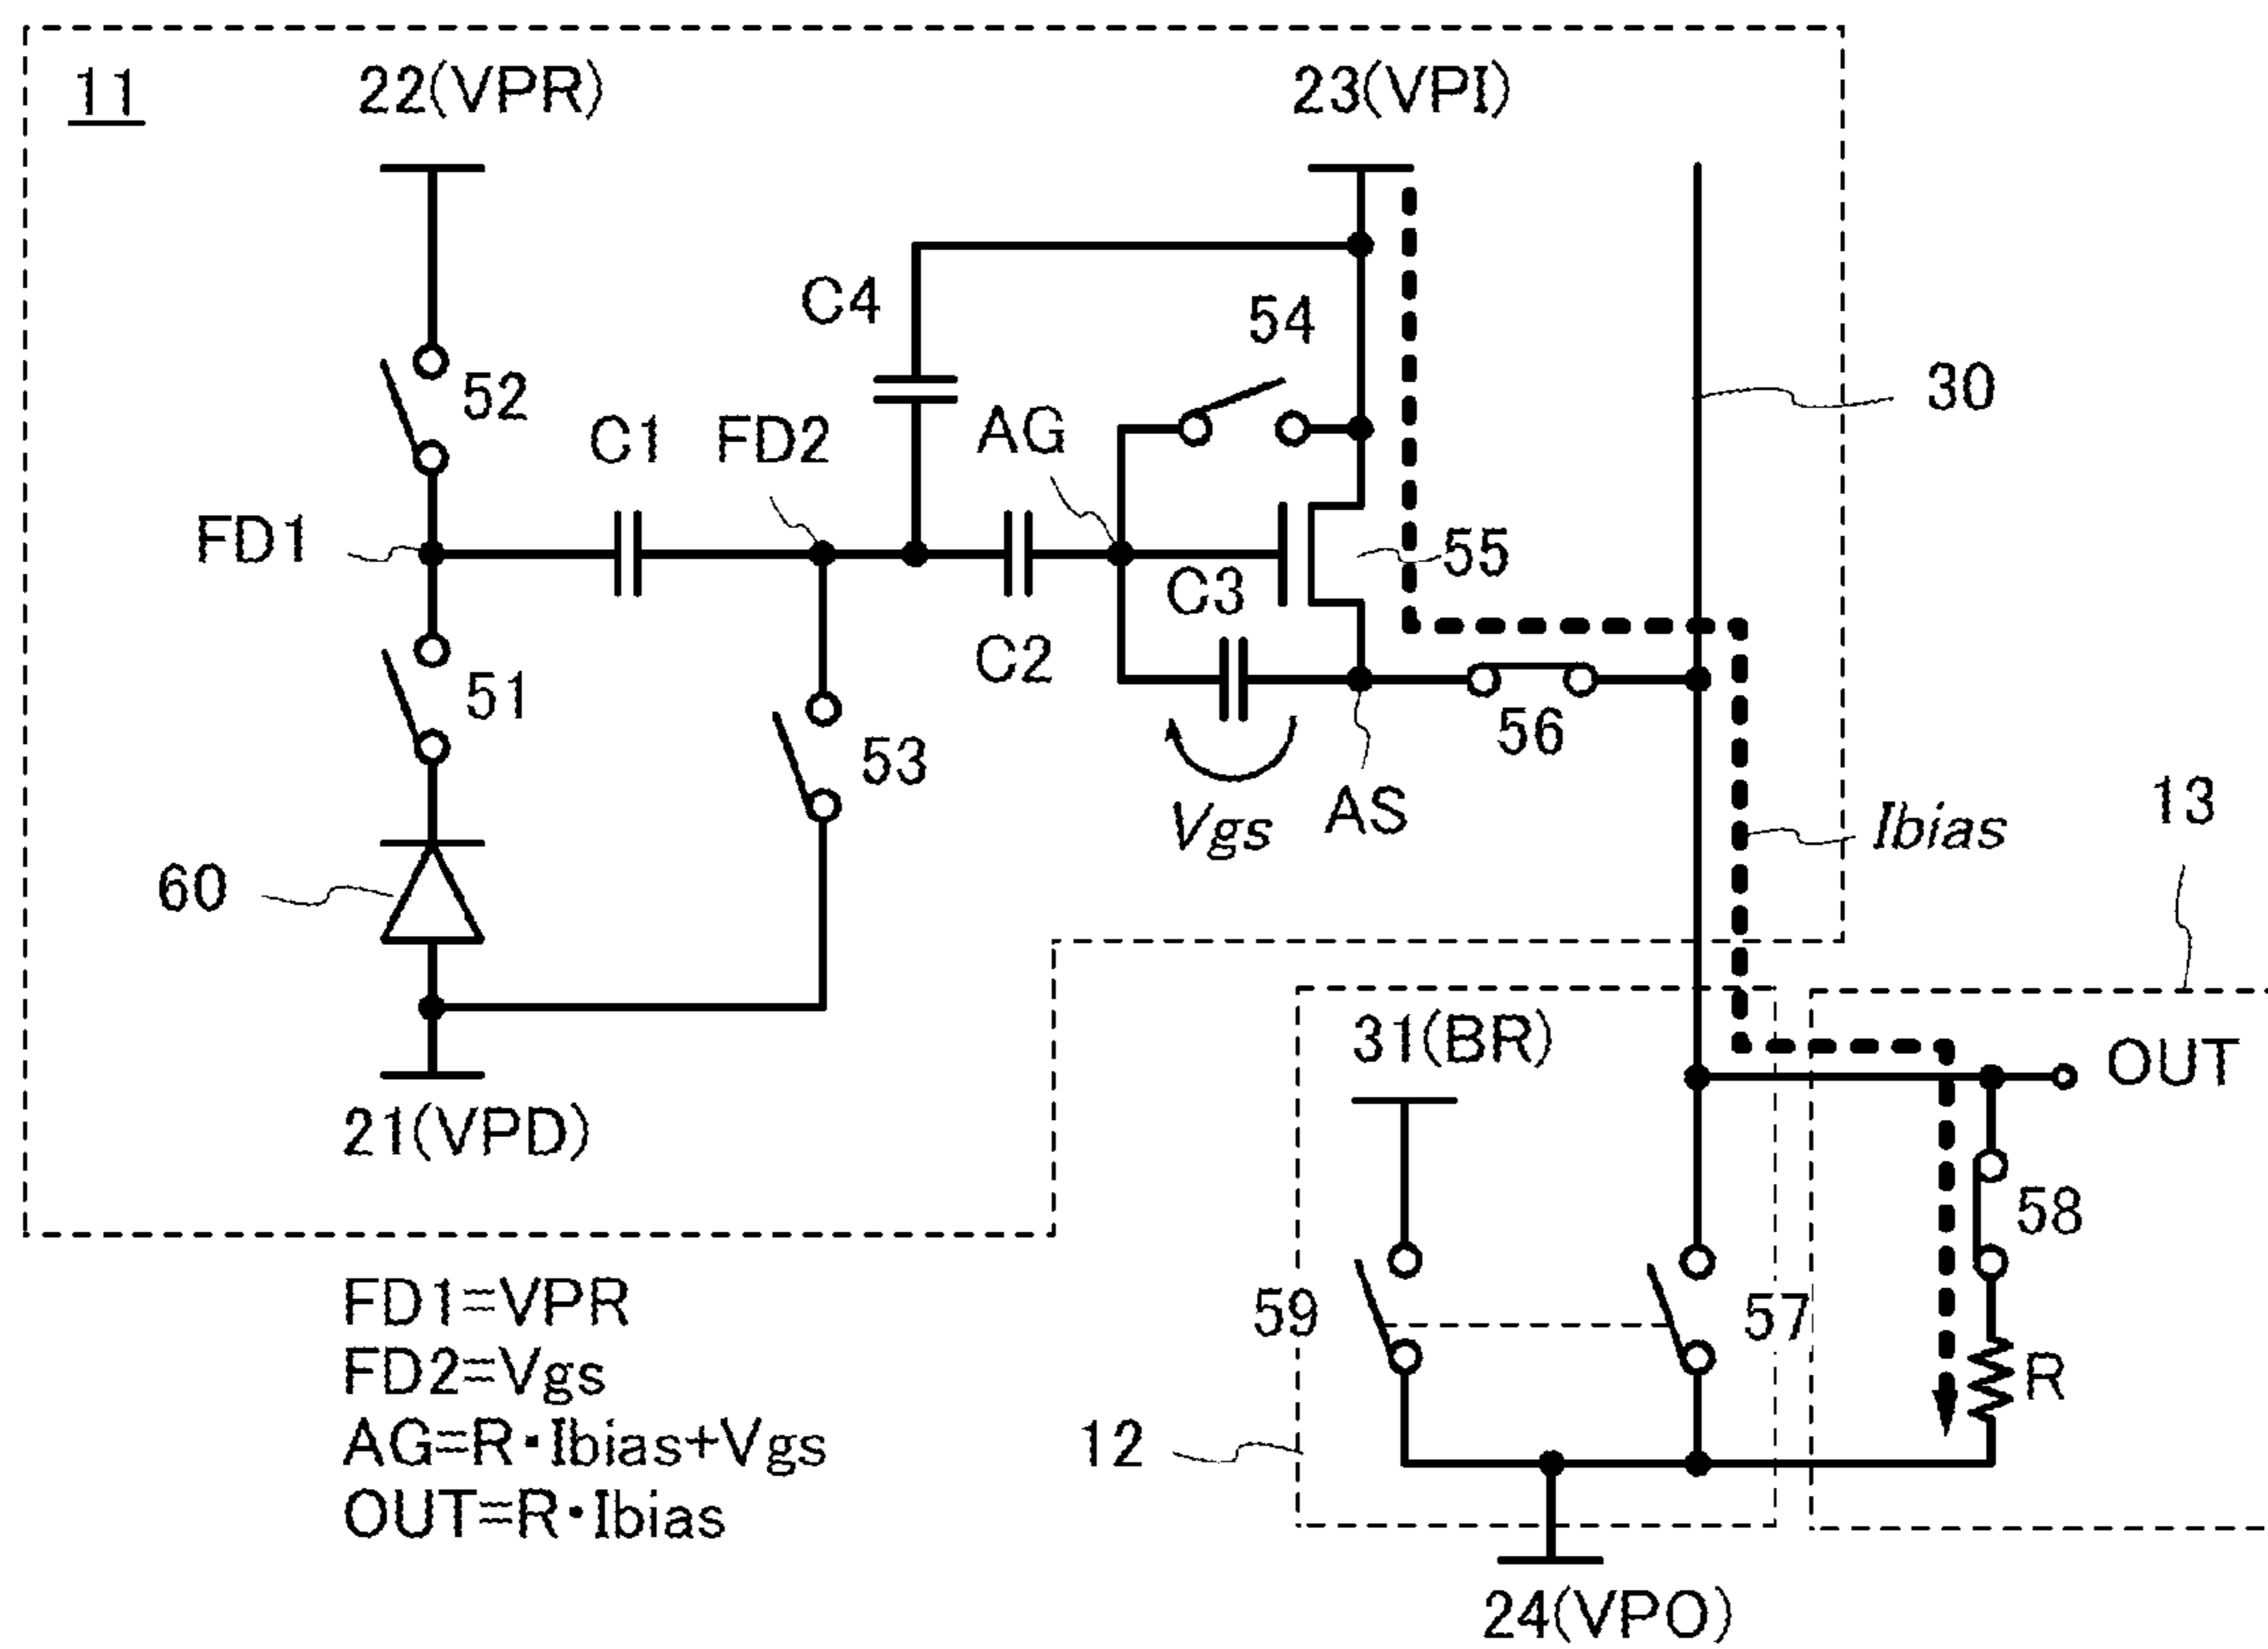 11
22(VPR)
23(VPI)
C4
54
30
52
C1
FD2
AG
FD1
55
C3
C2
51
56
53
AS
Vgs
Ibias
13
60
31(BR)
OUT
21(VPD)
58
59
57
R
12
24(VPO)
FD1=VPR
FD2=Vgs
AG=R・Ibias+Vgs
OUT=R・Ibias